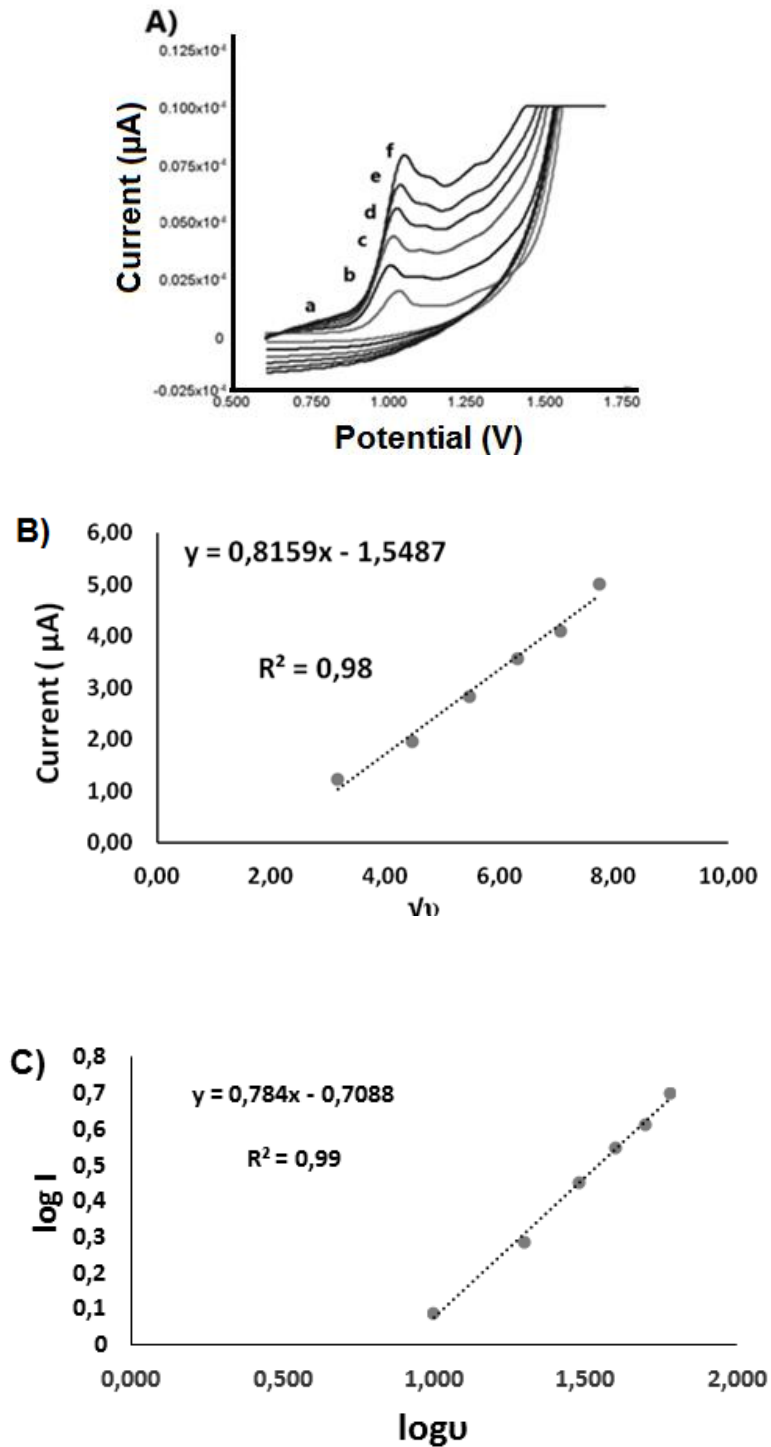 A)
0.125x10⁻⁴
0.100x10⁻⁴
0.075x10⁻⁴
0.050x10⁻⁴
0.025x10⁻⁴
0
-0.025x10⁻⁴
Current (µA)
f
e
d
c
b
a
0.500 0.750 1.000 1.250 1.500 1.750
Potential (V)
B)
y = 0,8159x - 1,5487
R² = 0,98
6,00
5,00
4,00
3,00
2,00
1,00
0,00
Current ( µA)
0,00 2,00 4,00 6,00 8,00 10,00
√υ
C)
y = 0,784x - 0,7088
R² = 0,99
0,8
0,7
0,6
0,5
0,4
0,3
0,2
0,1
0
log I
0,000 0,500 1,000 1,500 2,000
logυ